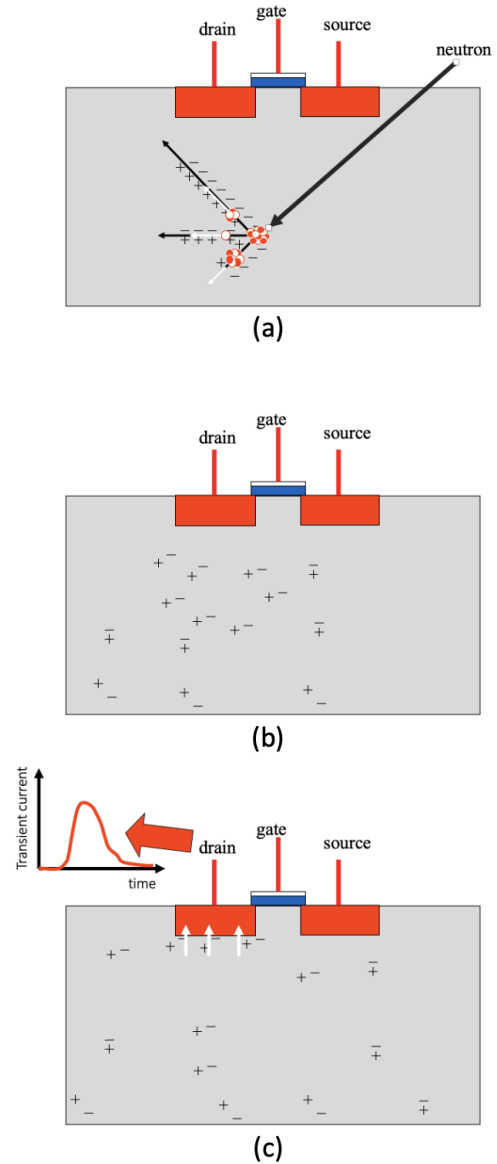 gate
drain
source
neutron
(a)
gate
drain
source
(b)
Transient current
time
gate
drain
source
(c)